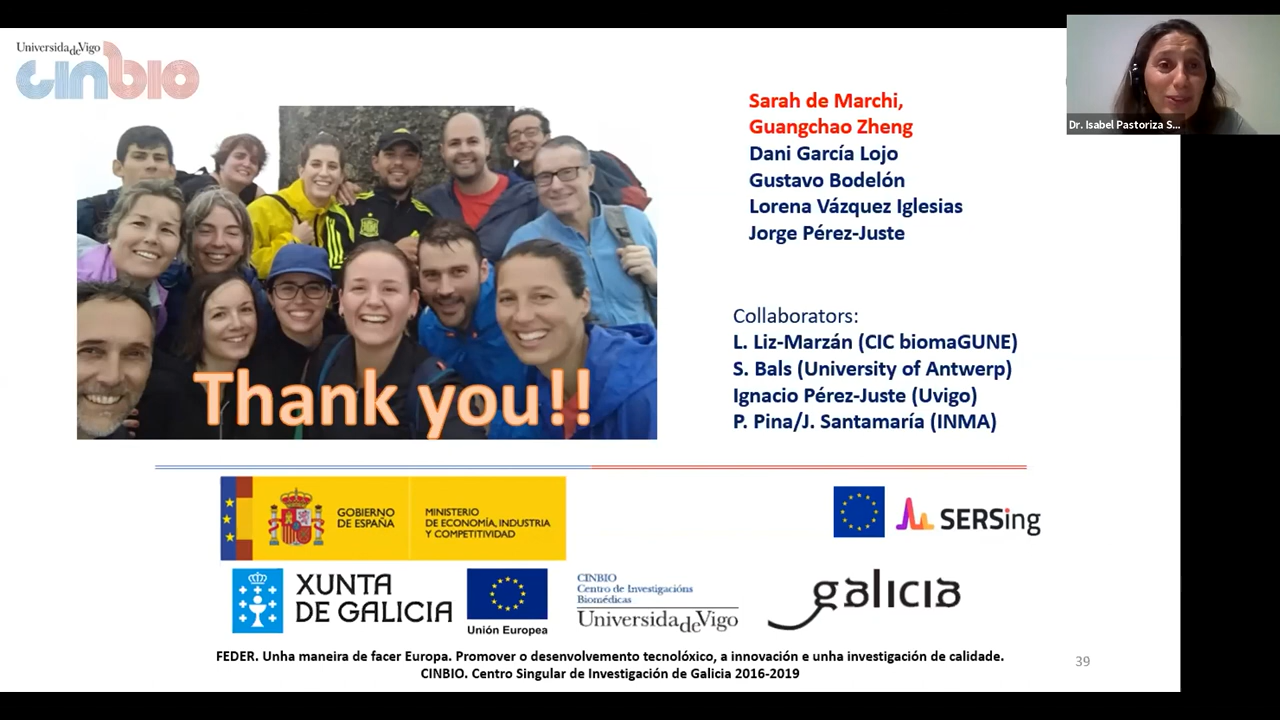 Universidade Vigo
cinbio
Dr. Isabel Pastoriza S...
Sarah de Marchi,
Guangchao Zheng
Dani García Lojo
Gustavo Bodelón
Lorena Vázquez Iglesias
Jorge Pérez-Juste
Thank you!!
Collaborators:
L. Liz-Marzán (CIC biomaGUNE)
S. Bals (University of Antwerp)
Ignacio Pérez-Juste (Uvigo)
P. Pina/J. Santamaría (INMA)
GOBIERNO
DE ESPAÑA
MINISTERIO
DE ECONOMÍA, INDUSTRIA
Y COMPETITIVIDAD
SERSing
XUNTA
DE GALICIA
Unión Europea
CINBIO
Centro de Investigacións
Biomédicas
Universidade Vigo
galicia
FEDER. Unha maneira de facer Europa. Promover o desenvolvemento tecnolóxico, a innovación e unha investigación de calidade.
CINBIO. Centro Singular de Investigación de Galicia 2016-2019
39